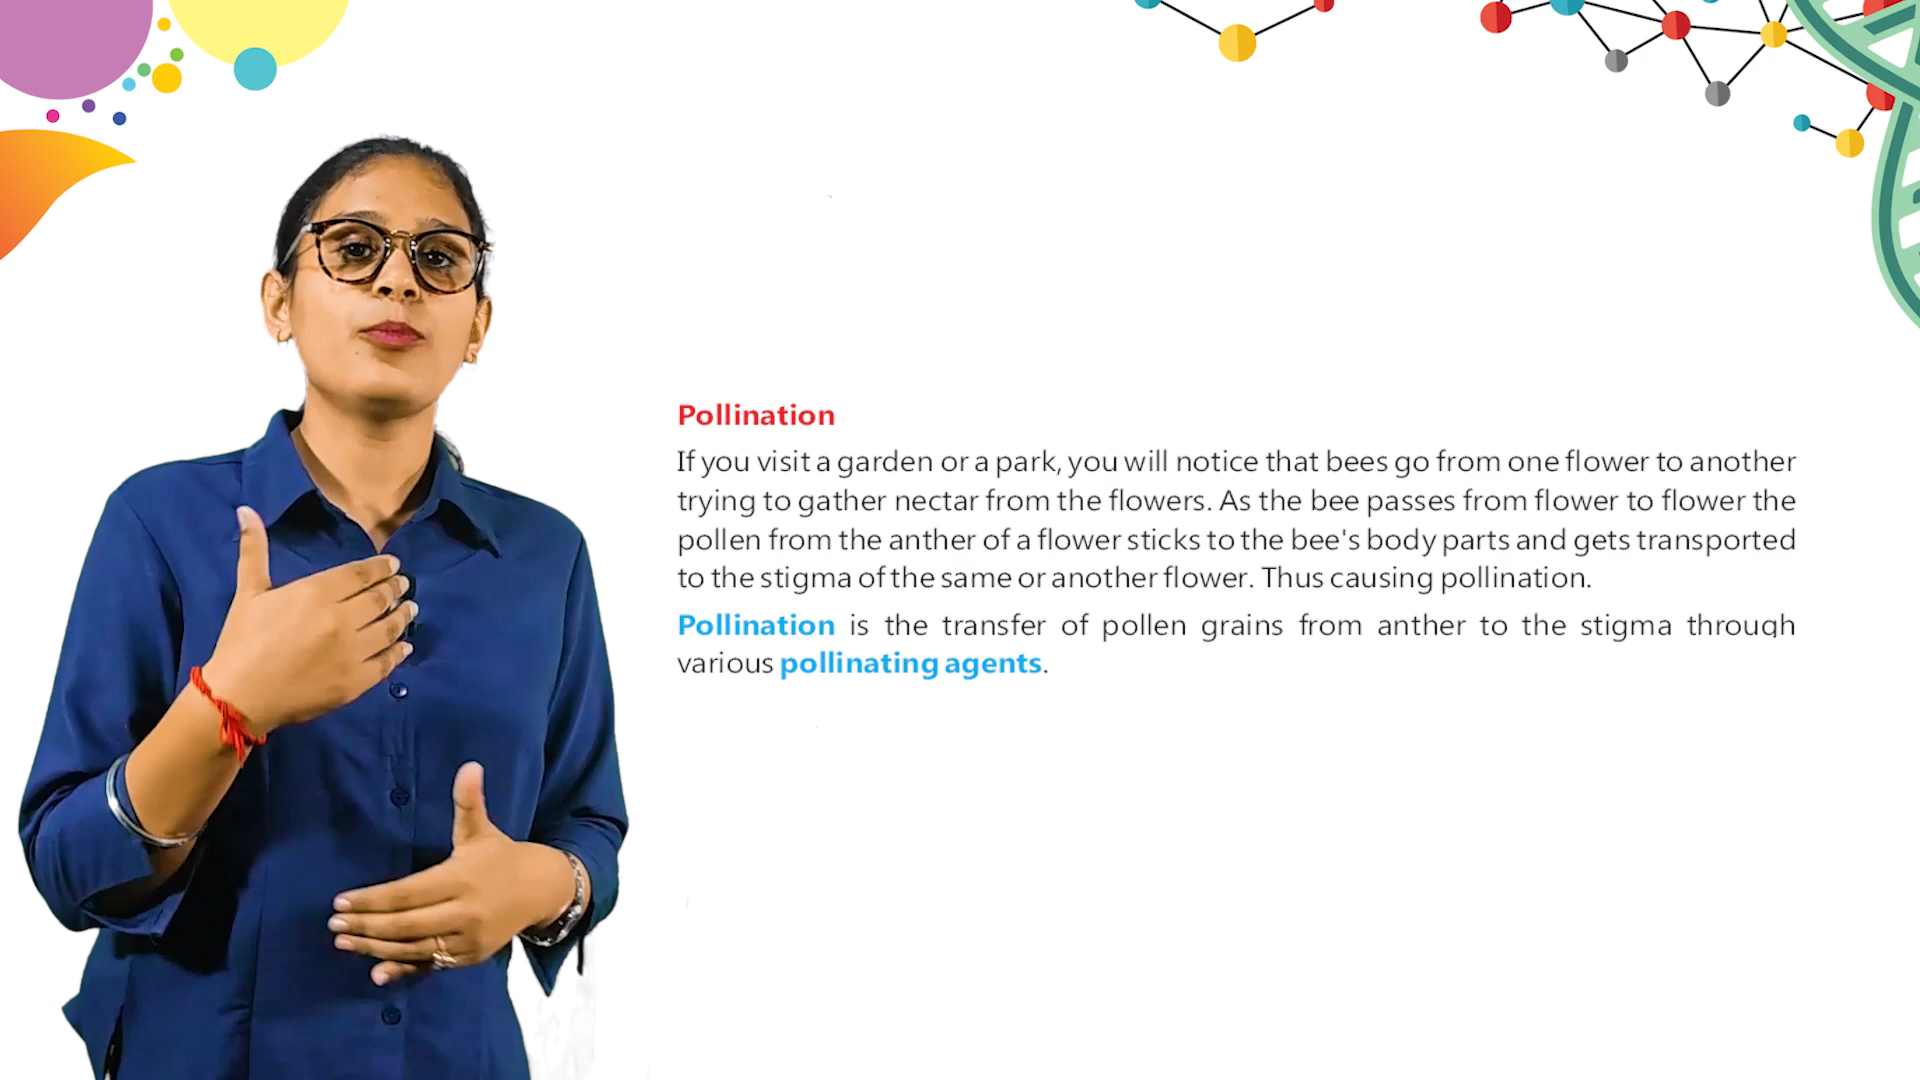 Pollination
If you visit a garden or a park, you will notice that bees go from one flower to another
trying to gather nectar from the flowers. As the bee passes from flower to flower the
pollen from the anther of a flower sticks to the bee's body parts and gets transported
to the stigma of the same or another flower. Thus causing pollination.
Pollination is the transfer of pollen grains from anther to the stigma through
various pollinating agents.